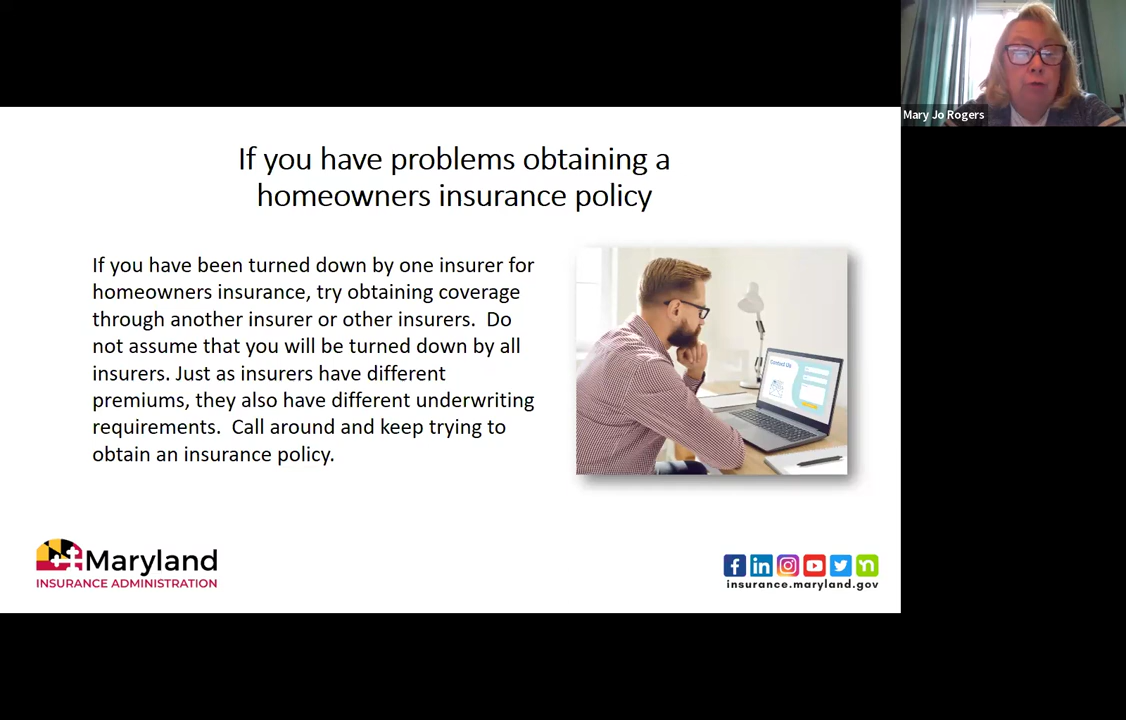 Mary Jo Rogers
If you have problems obtaining a
homeowners insurance policy
If you have been turned down by one insurer for
homeowners insurance, try obtaining coverage
through another insurer or other insurers.  Do
not assume that you will be turned down by all
insurers. Just as insurers have different
premiums, they also have different underwriting
requirements.  Call around and keep trying to
obtain an insurance policy.
Contact Us
Maryland
INSURANCE ADMINISTRATION
insurance.maryland.gov